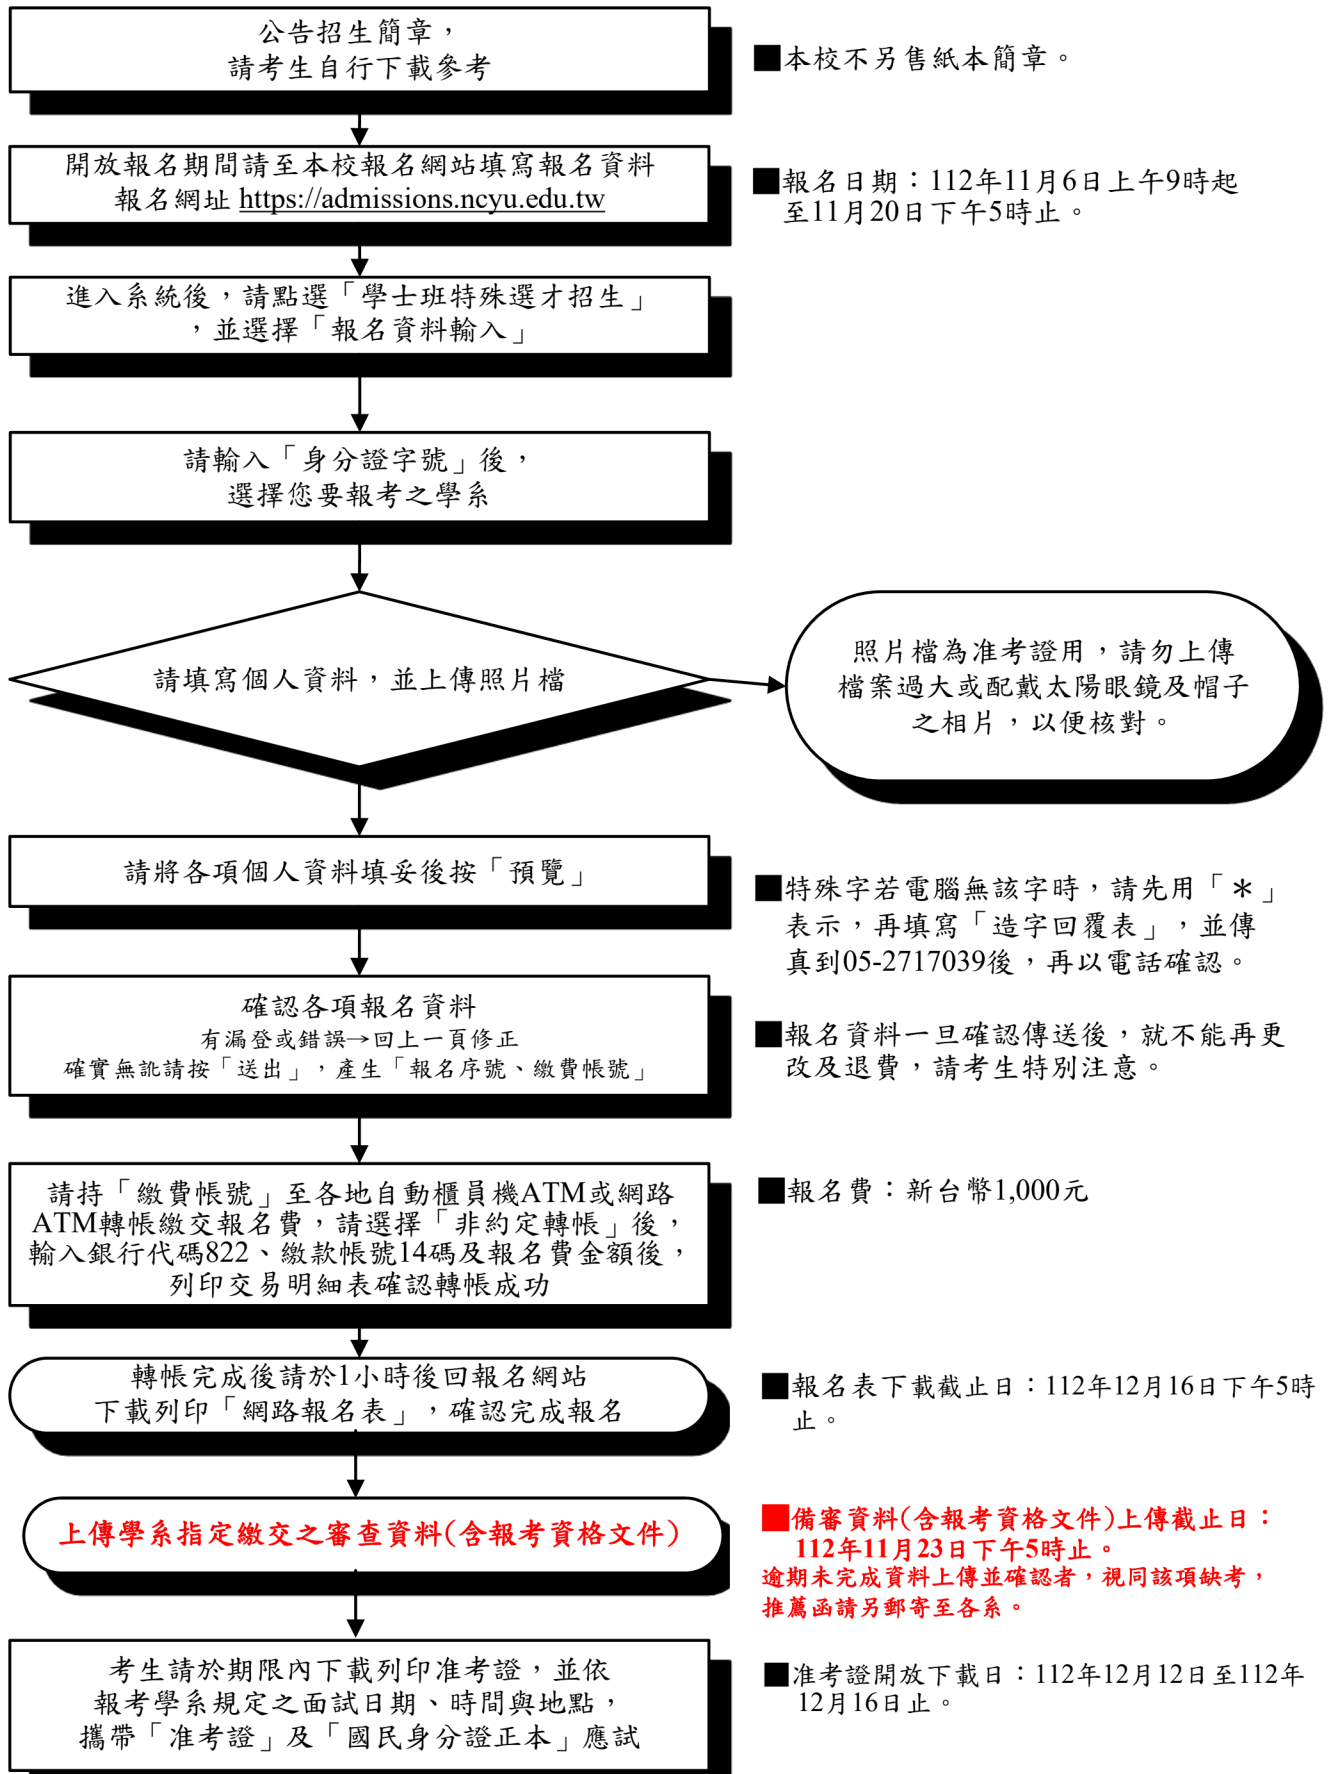 公告招生簡章，
請考生自行下載參考
■本校不另售紙本簡章。
開放報名期間請至本校報名網站填寫報名資料
報名網址 https://admissions.ncyu.edu.tw
■報名日期：112年11月6日上午9時起
至11月20日下午5時止。
進入系統後，請點選「學士班特殊選才招生」
，並選擇「報名資料輸入」
請輸入「身分證字號」後，
選擇您要報考之學系
請填寫個人資料，並上傳照片檔
照片檔為准考證用，請勿上傳
檔案過大或配戴太陽眼鏡及帽子
之相片，以便核對。
請將各項個人資料填妥後按「預覽」
■特殊字若電腦無該字時，請先用「＊」
表示，再填寫「造字回覆表」，並傳
真到05-2717039後，再以電話確認。
確認各項報名資料
有漏登或錯誤→回上一頁修正
確實無訛請按「送出」，產生「報名序號、繳費帳號」
■報名資料一旦確認傳送後，就不能再更
改及退費，請考生特別注意。
請持「繳費帳號」至各地自動櫃員機ATM或網路
ATM轉帳繳交報名費，請選擇「非約定轉帳」後，
輸入銀行代碼822、繳款帳號14碼及報名費金額後，
列印交易明細表確認轉帳成功
■報名費：新台幣1,000元
轉帳完成後請於1小時後回報名網站
下載列印「網路報名表」，確認完成報名
■報名表下載截止日：112年12月16日下午5時
止。
上傳學系指定繳交之審查資料(含報考資格文件)
■備審資料(含報考資格文件)上傳截止日：
112年11月23日下午5時止。
逾期未完成資料上傳並確認者，視同該項缺考，
推薦函請另郵寄至各系。
考生請於期限內下載列印准考證，並依
報考學系規定之面試日期、時間與地點，
攜帶「准考證」及「國民身分證正本」應試
■准考證開放下載日：112年12月12日至112年
12月16日止。